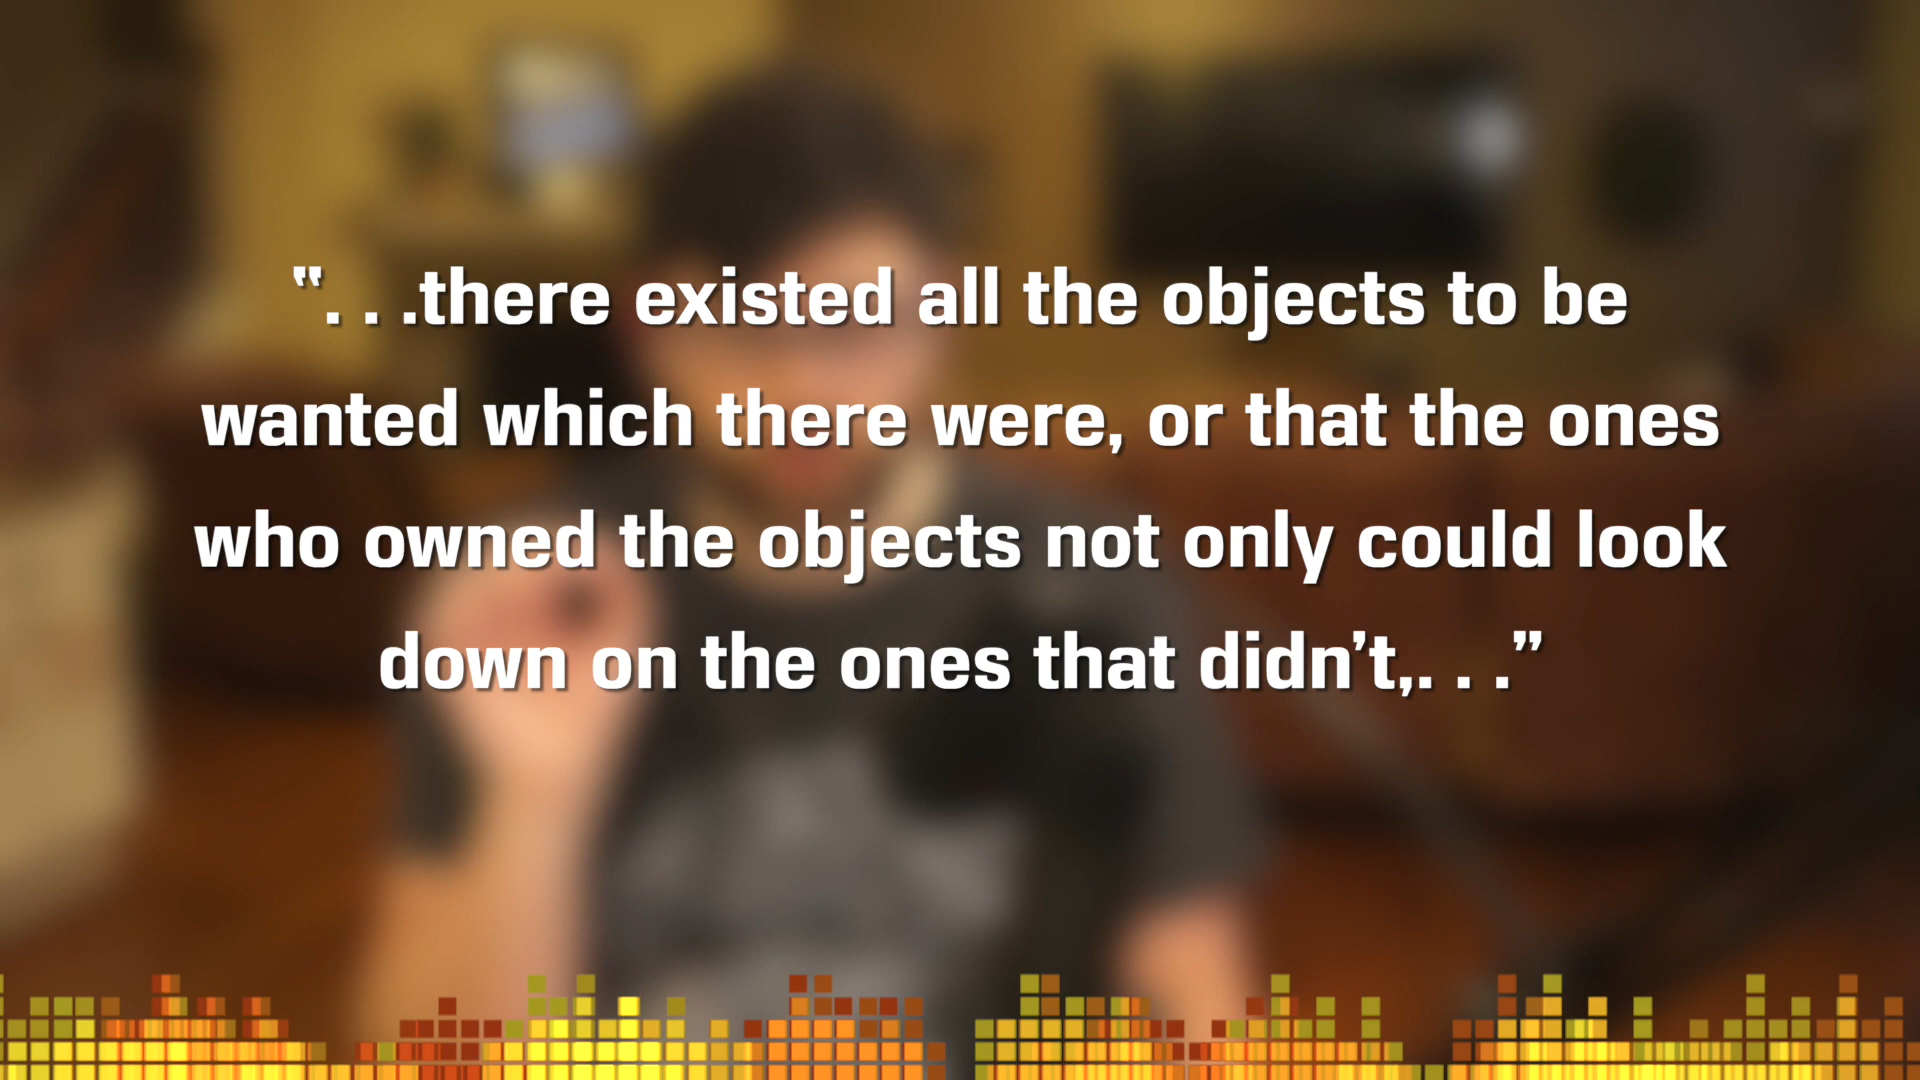 “. . .there existed all the objects to be
wanted which there were, or that the ones
who owned the objects not only could look
down on the ones that didn’t,. . .”